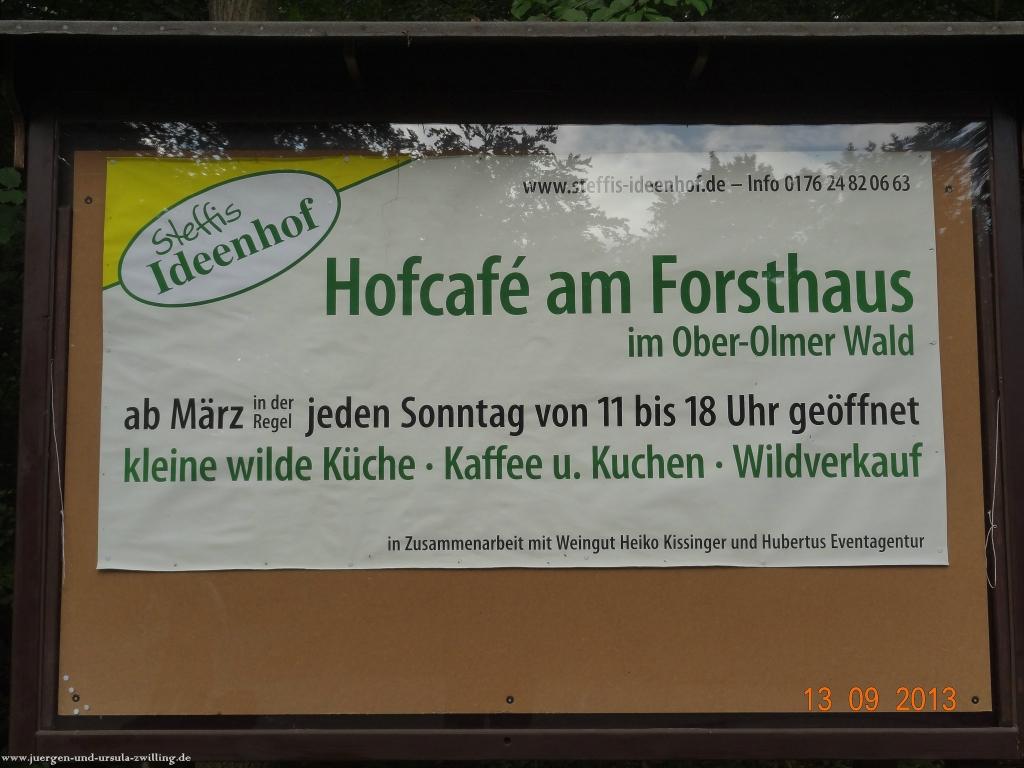 www.steffis-ideenhof.de – Info 0176 24 82 06 63
Steffis
Ideenhof
Hofcafé am Forsthaus
im Ober-Olmer Wald
ab März in der Regel jeden Sonntag von 11 bis 18 Uhr geöffnet
kleine wilde Küche · Kaffee u. Kuchen · Wildverkauf
in Zusammenarbeit mit Weingut Heiko Kissinger und Hubertus Eventagentur
13 09 2013
www.juergen-und-ursula-zwilling.de